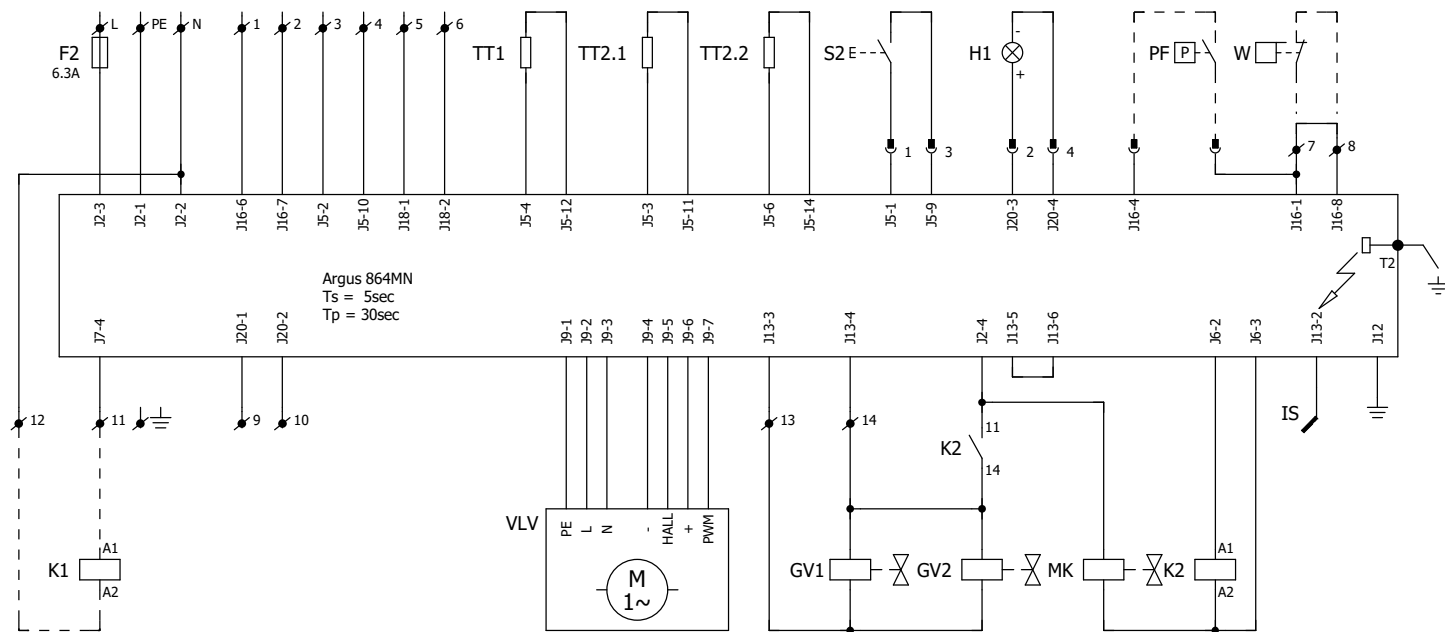 L PE N 1 2 3 4 5 6
F2
6.3A
TT1 TT2.1 TT2.2 S2 E H1 - + PF P W
1 3 2 4 7 8
J2-3 J2-1 J2-2 J16-6 J16-7 J5-2 J5-10 J18-1 J18-2 J5-4 J5-12 J5-3 J5-11 J5-6 J5-14 J5-1 J5-9 J20-3 J20-4 J16-4 J16-1 J16-8
T2
Argus 864MN
Ts = 5sec
Tp = 30sec
J7-4 J20-1 J20-2 J9-1 J9-2 J9-3 J9-4 J9-5 J9-6 J9-7 J13-3 J13-4 J2-4 J13-5 J13-6 J6-2 J6-3 J13-2 J12
12 11 9 10 13 14 IS
11
K2
14
VLV PE L N - HALL + PWM
K1 A1 A2
M
1~
GV1 GV2 MK K2 A1 A2